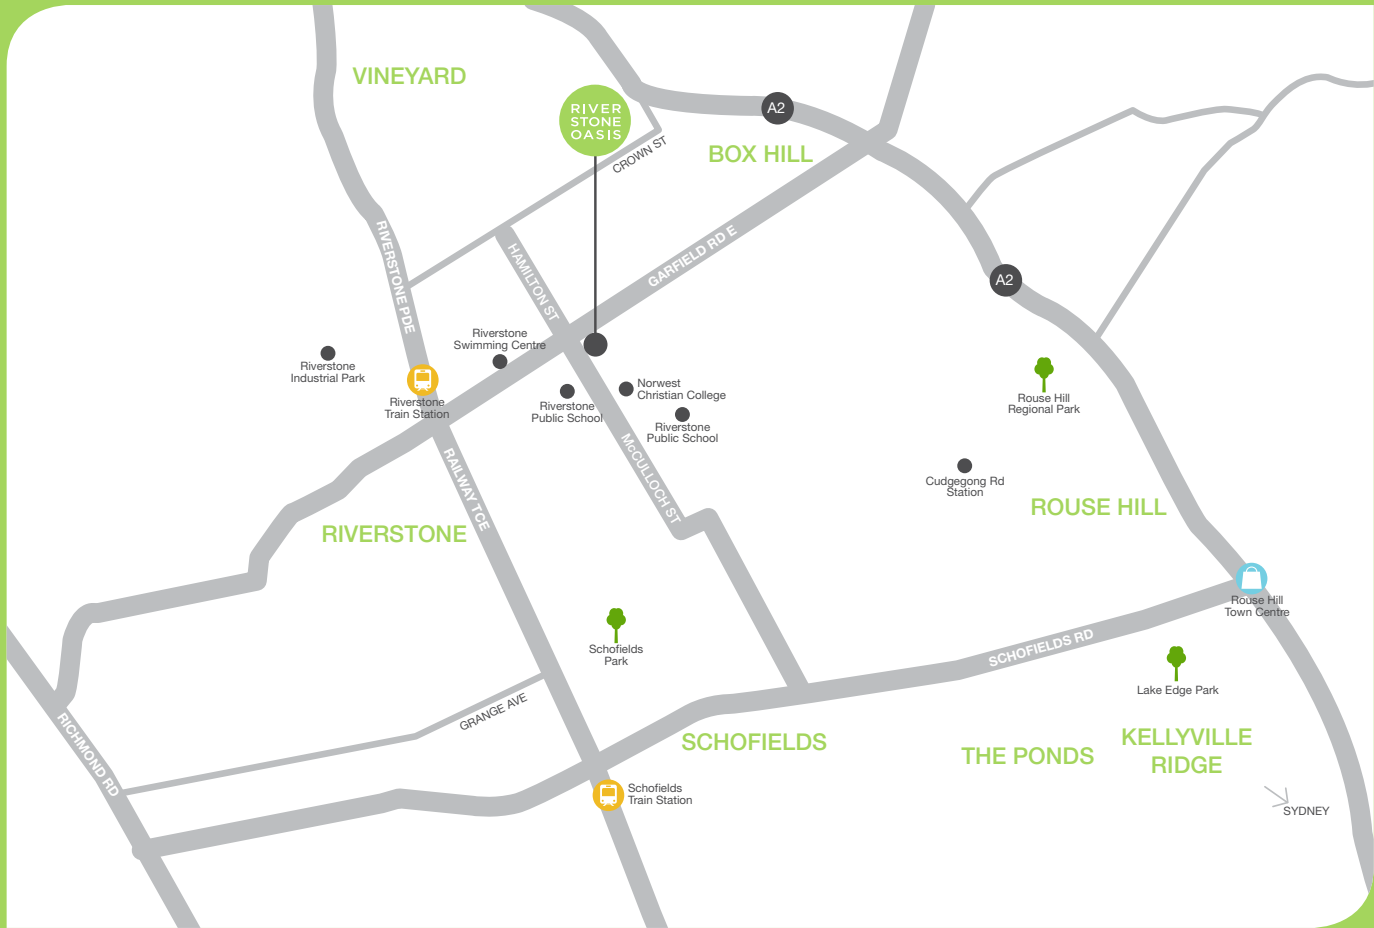 VINEYARD
RIVER
STONE
OASIS
A2
CROWN ST
BOX HILL
RIVERSTONE PDE
HAMILTON ST
GARFIELD RD E
A2
Riverstone
Swimming Centre
Riverstone
Industrial Park
Riverstone
Train Station
Riverstone
Public School
Norwest
Christian College
Riverstone
Public School
Rouse Hill
Regional Park
RAILWAY TCE
McCULLOCH ST
Cudgegong Rd
Station
ROUSE HILL
RIVERSTONE
Rouse Hill
Town Centre
Schofields
Park
SCHOFIELDS RD
Lake Edge Park
GRANGE AVE
RICHMOND RD
SCHOFIELDS
THE PONDS
KELLYVILLE
RIDGE
Schofields
Train Station
SYDNEY